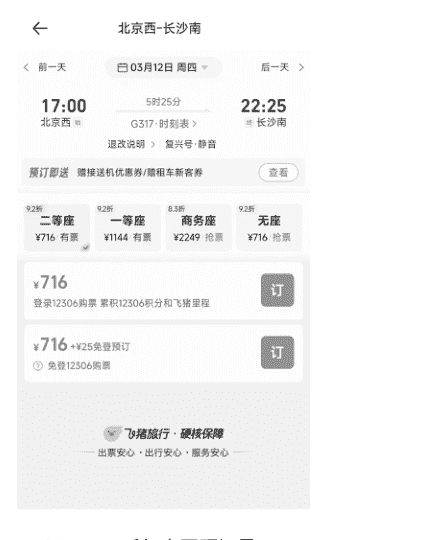 北京西-长沙南
前一天
03月12日 周四
后一天
17:00
5时25分
22:25
北京西
G317·时刻表
长沙南
退改说明 复兴号·静音
预订即送 赠接送机优惠券/赠租车新客券 查看
9.2折
二等座
¥716 有票
9.2折
一等座
¥1144 有票
8.3折
商务座
¥2249 抢票
9.2折
无座
¥716 抢票
¥716
登录12306购票 累积12306积分和飞猪里程
订
¥716 +¥25免登预订
免登12306购票
订
飞猪旅行·硬核保障
出票安心·出行安心·服务安心